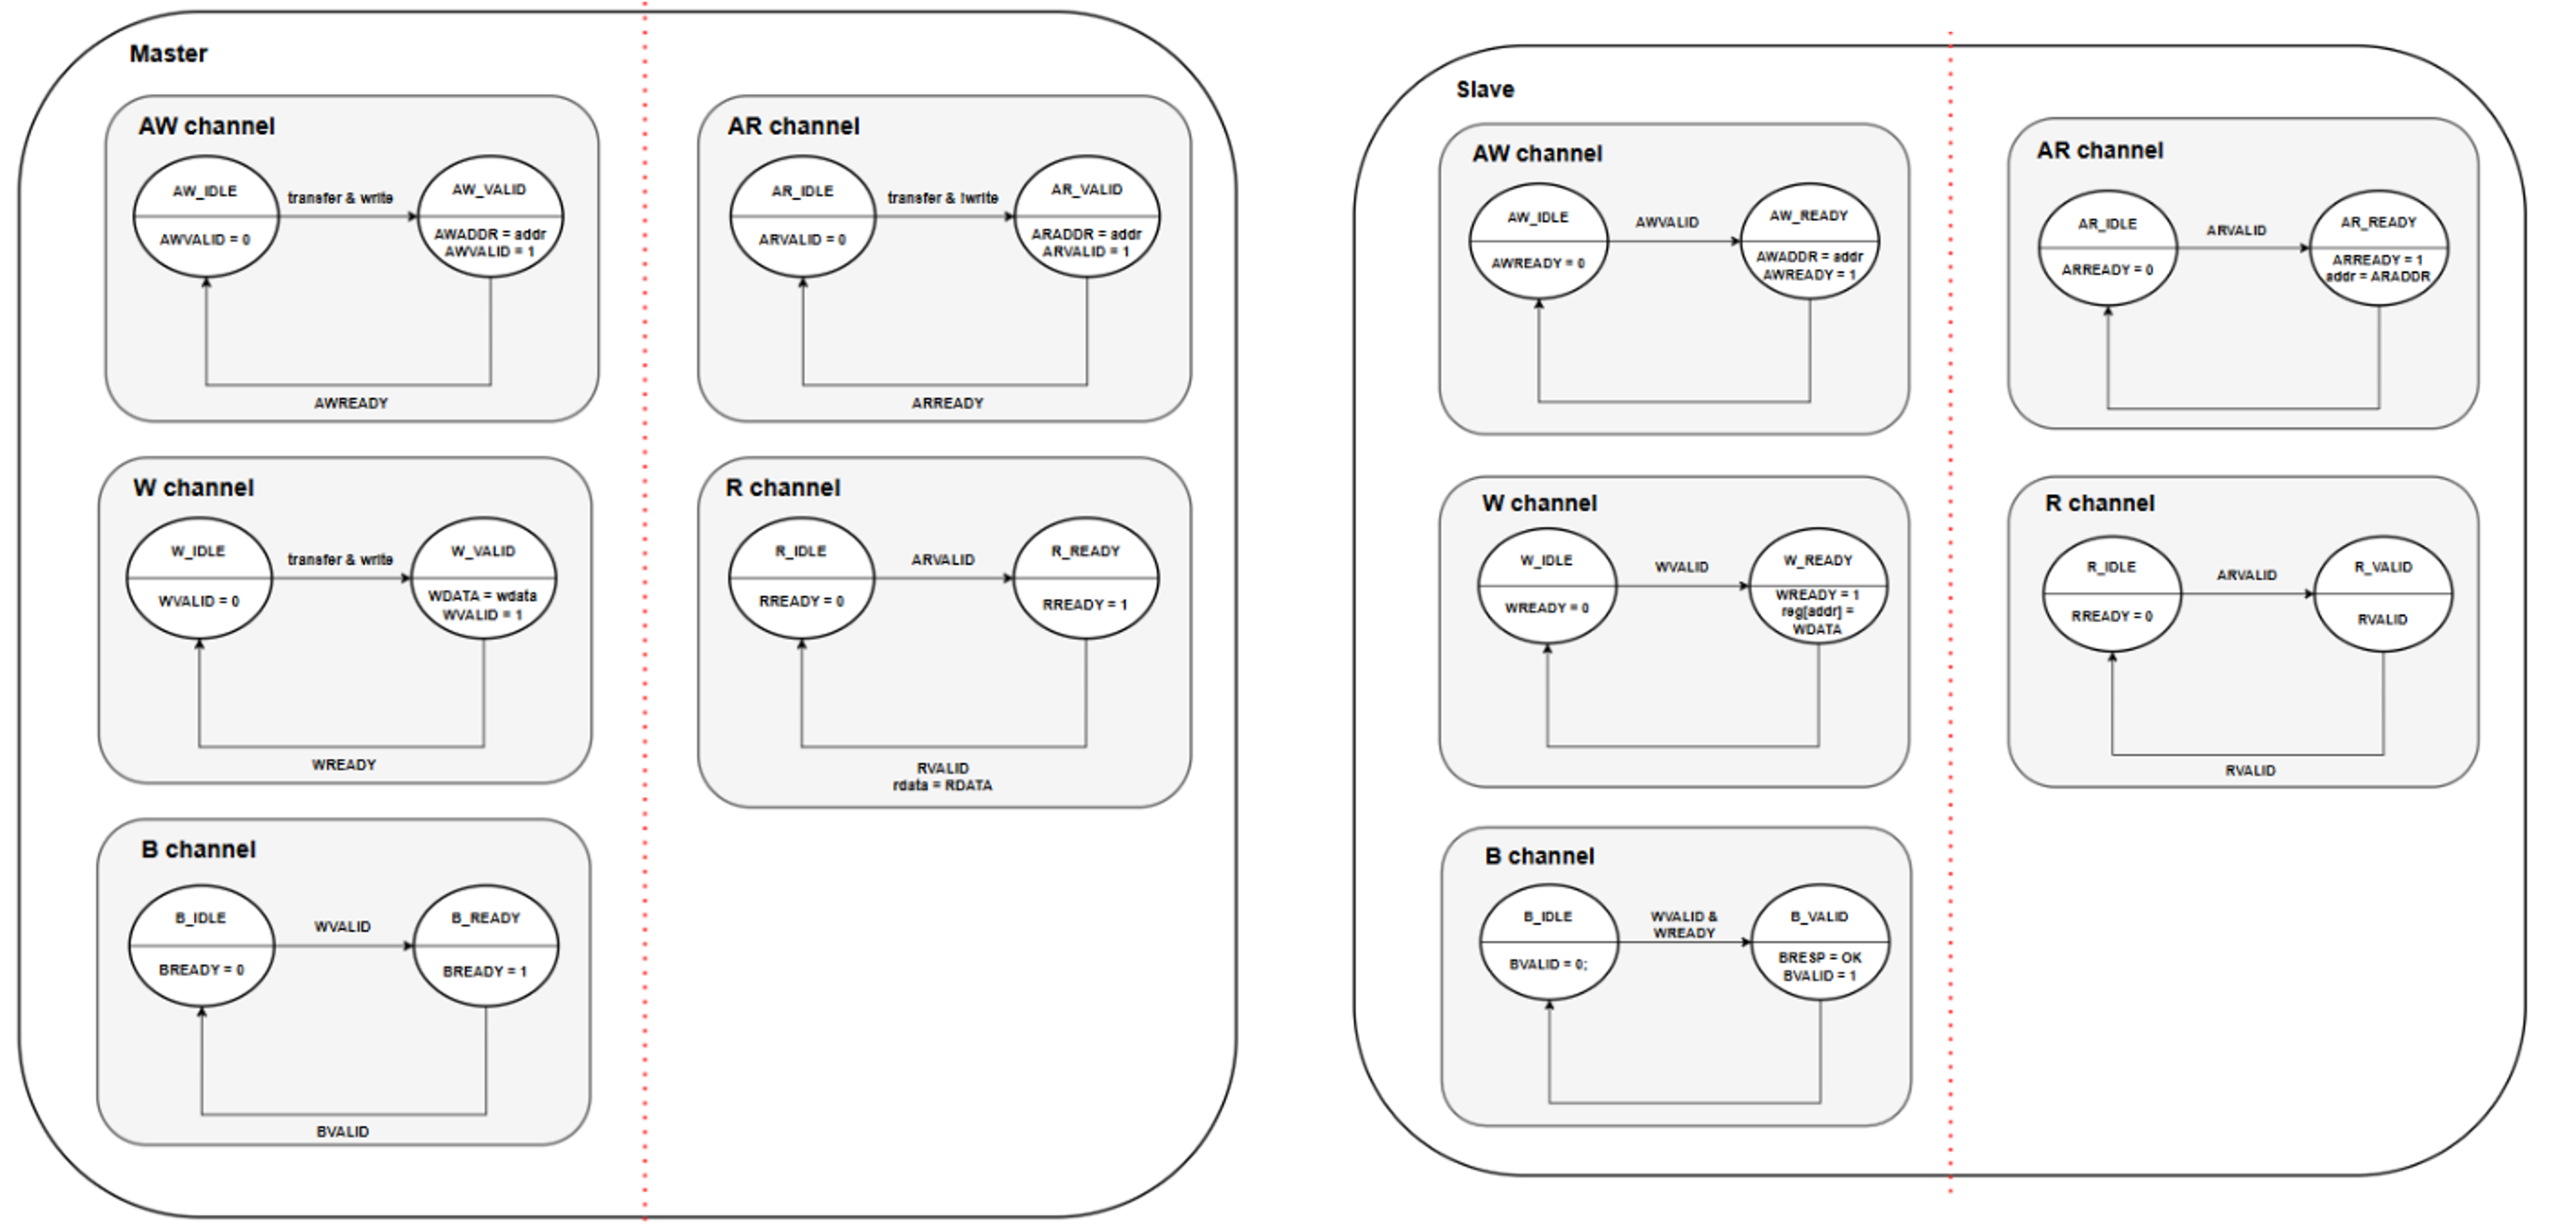 Master
AW channel
AW_IDLE
AWVALID = 0
transfer & write
AW_VALID
AWADDR = addr
AWVALID = 1
AWREADY
AR channel
AR_IDLE
ARVALID = 0
transfer & !write
AR_VALID
ARADDR = addr
ARVALID = 1
ARREADY
W channel
W_IDLE
WVALID = 0
transfer & write
W_VALID
WDATA = wdata
WVALID = 1
WREADY
R channel
R_IDLE
RREADY = 0
ARVALID
R_READY
RREADY = 1
RVALID
rdata = RDATA
B channel
B_IDLE
BREADY = 0
WVALID
B_READY
BREADY = 1
BVALID
Slave
AW channel
AW_IDLE
AWREADY = 0
AWVALID
AW_READY
AWADDR = addr
AWREADY = 1
AR channel
AR_IDLE
ARREADY = 0
ARVALID
AR_READY
ARREADY = 1
addr = ARADDR
W channel
W_IDLE
WREADY = 0
WVALID
W_READY
WREADY = 1
reg[addr] =
WDATA
R channel
R_IDLE
RREADY = 0
ARVALID
R_VALID
RVALID
RVALID
B channel
B_IDLE
BVALID = 0;
WVALID &
WREADY
B_VALID
BRESP = OK
BVALID = 1